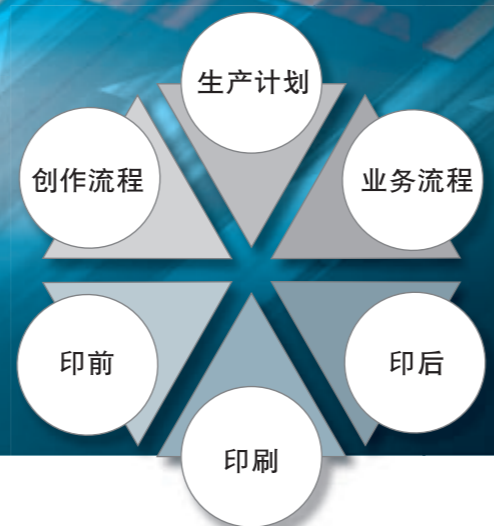 生产计划
创作流程
业务流程
印前
印后
印刷